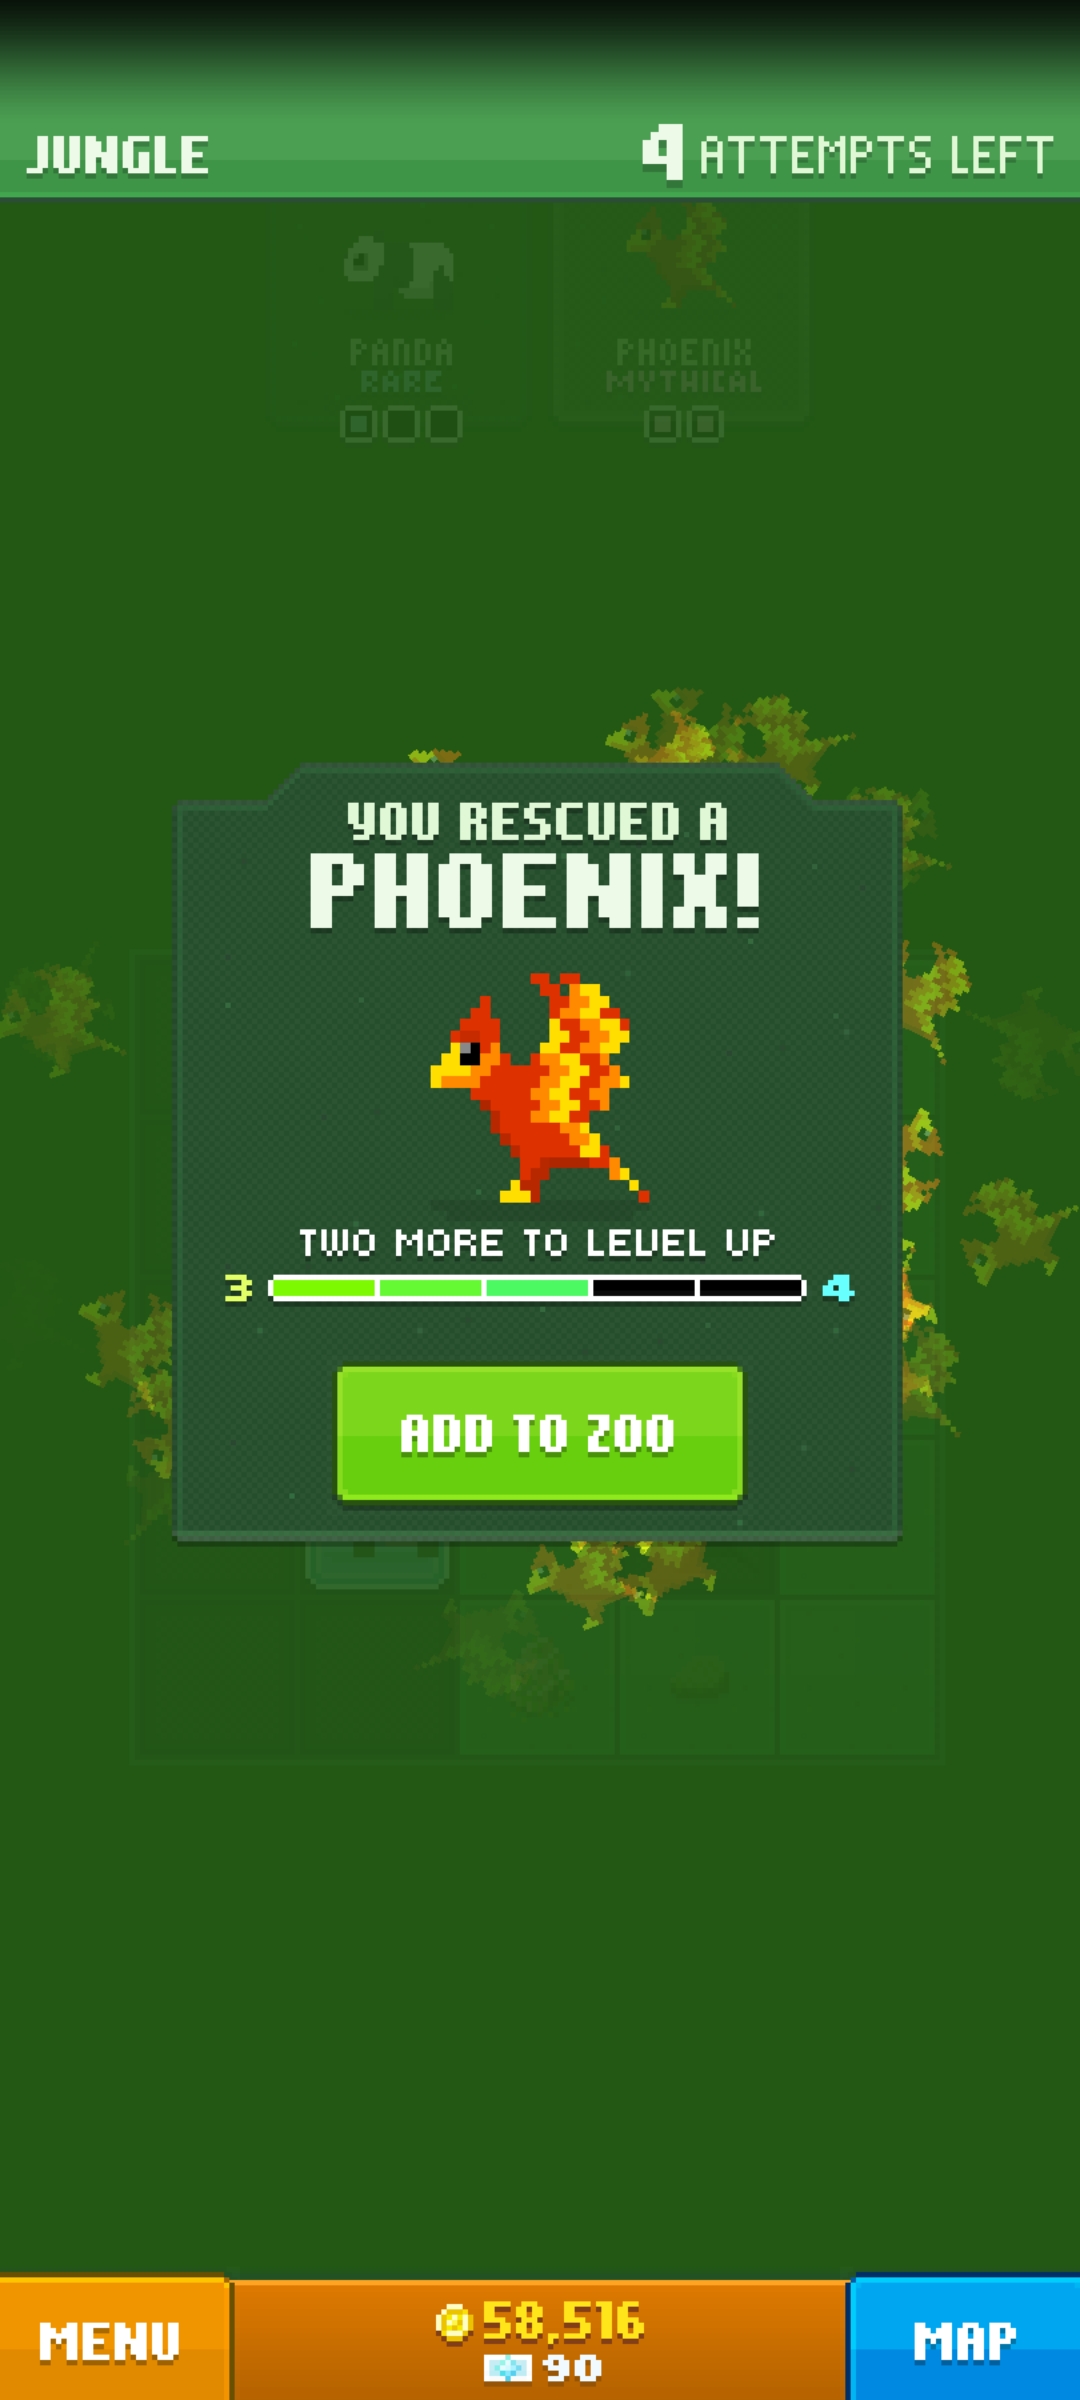 JUNGLE
4 ATTEMPTS LEFT
PANDA
RARE
PHOENIX
MYTHICAL
YOU RESCUED A
PHOENIX!
TWO MORE TO LEVEL UP
3 4
ADD TO ZOO
MENU
58,516
90
MAP